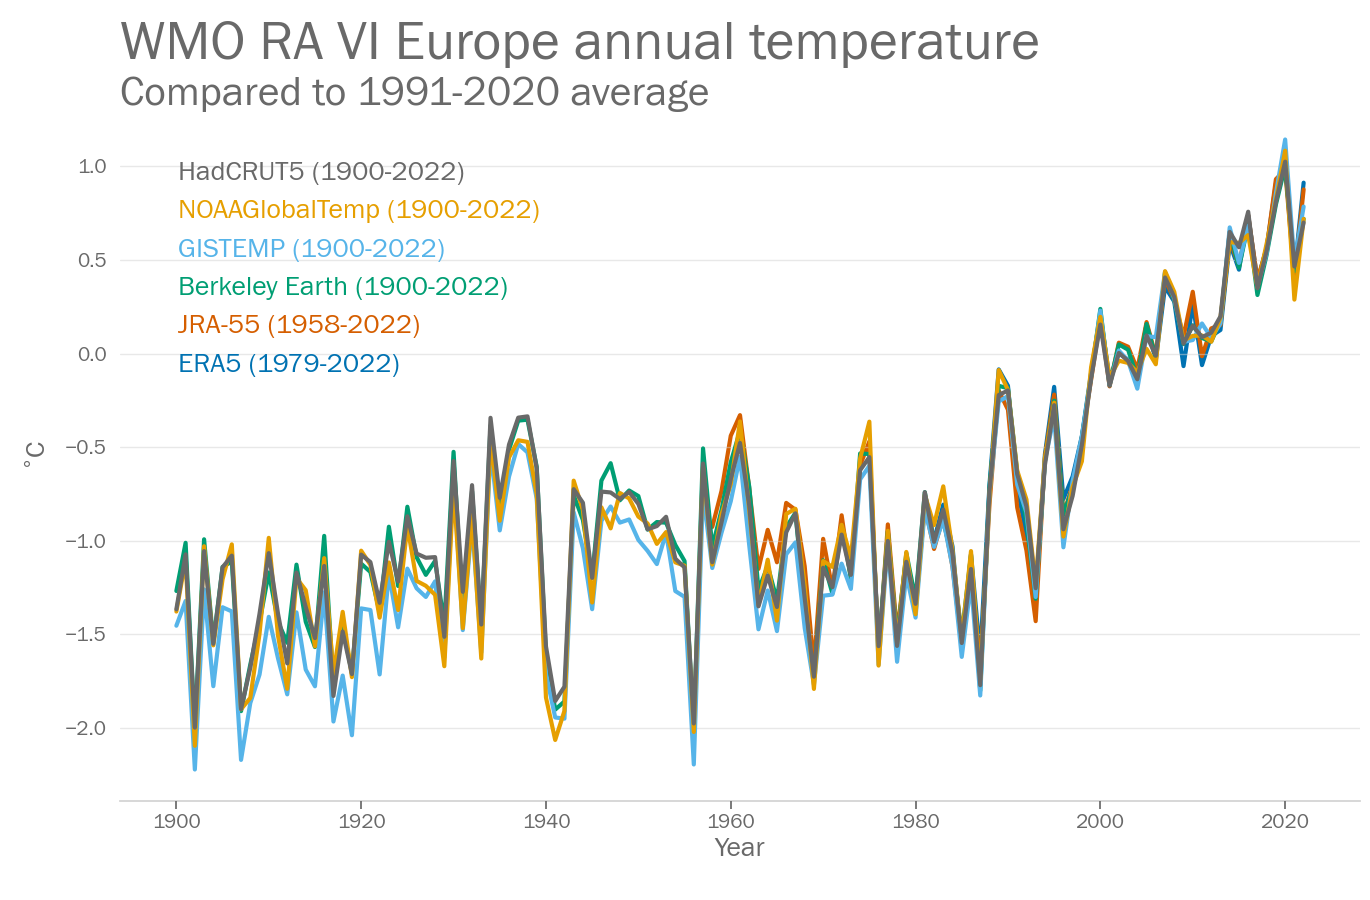 WMO RA VI Europe annual temperature
Compared to 1991-2020 average
HadCRUT5 (1900-2022)
NOAAGlobalTemp (1900-2022)
GISTEMP (1900-2022)
Berkeley Earth (1900-2022)
JRA-55 (1958-2022)
ERA5 (1979-2022)
1.0
0.5
0.0
−0.5
−1.0
−1.5
−2.0
°C
1900 1920 1940 1960 1980 2000 2020
Year